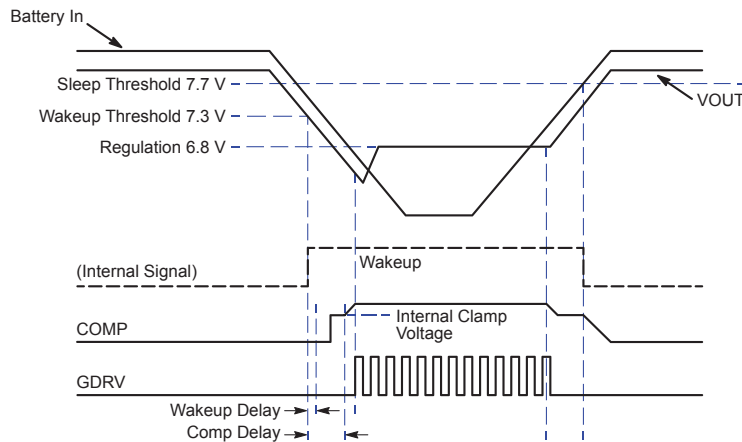 Battery In
Sleep Threshold 7.7 V
VOUT
Wakeup Threshold 7.3 V
Regulation 6.8 V
(Internal Signal)
Wakeup
COMP
Internal Clamp
Voltage
GDRV
Wakeup Delay
Comp Delay